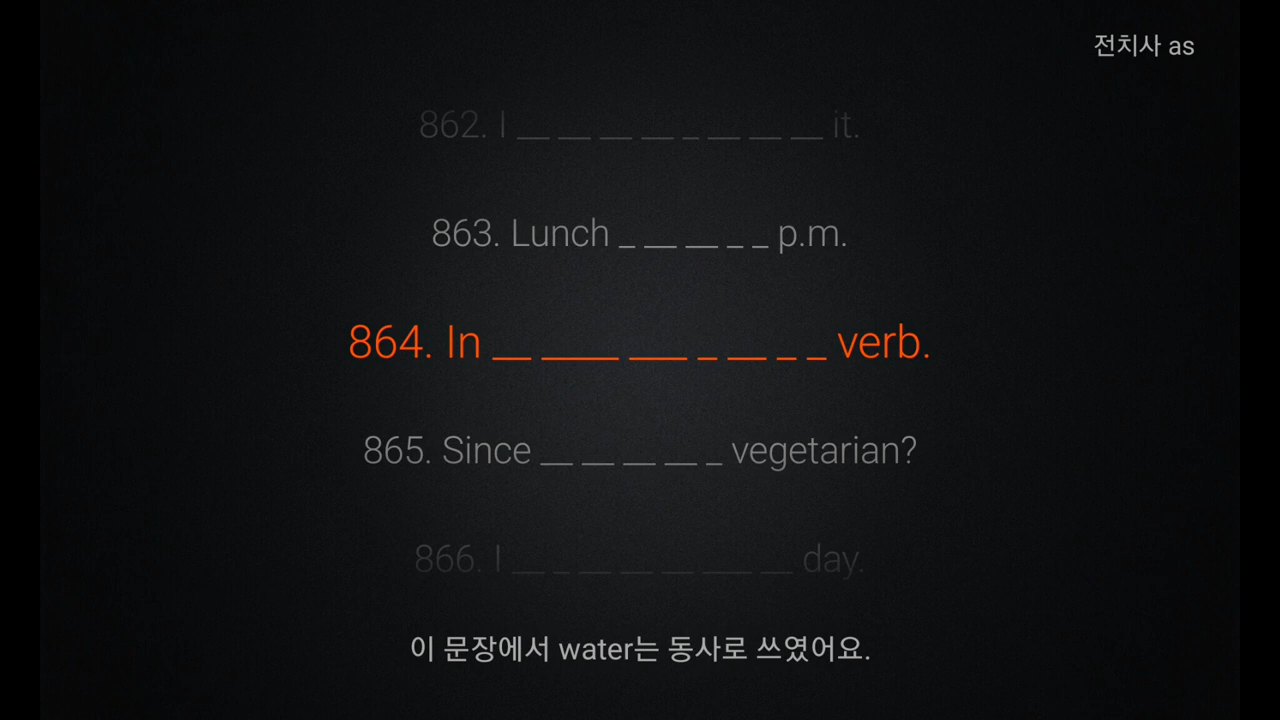 전치사 as
862. I __ __ __ __ _ __ __ __ it.
863. Lunch _ __ __ _ _ p.m.
864. In __ ____ ___ _ __ _ _ verb.
865. Since __ __ __ __ _ vegetarian?
866. I __ _ __ __ __ ___ __ day.
이 문장에서 water는 동사로 쓰였어요.